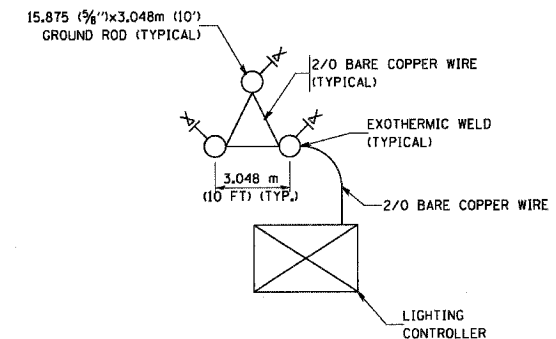 15.875 (⅝")x3.048m (10')
GROUND ROD (TYPICAL)
2/0 BARE COPPER WIRE
(TYPICAL)
EXOTHERMIC WELD
(TYPICAL)
3.048 m
(10 FT) (TYP.)
2/0 BARE COPPER WIRE
LIGHTING
CONTROLLER